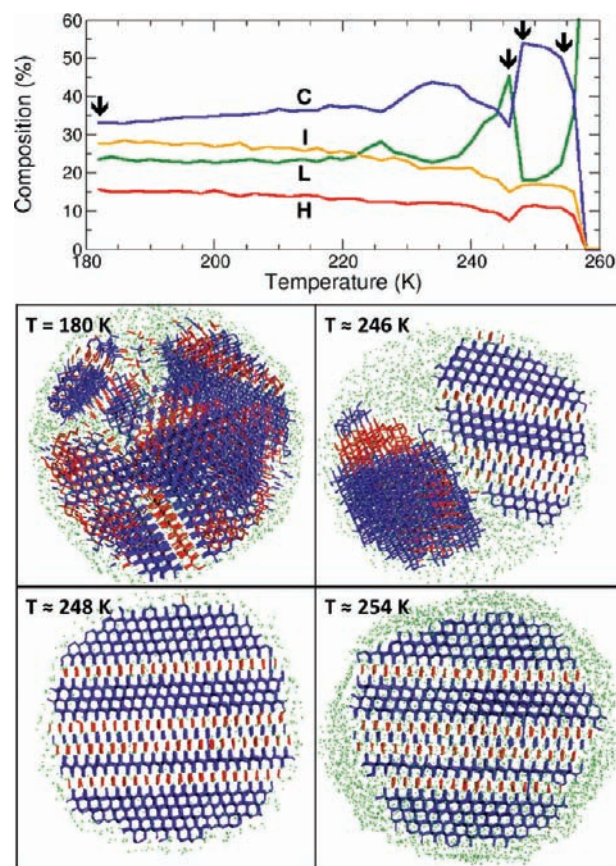 60
50
40
30
20
10
0
Composition (%)
C
I
L
H
180 200 220 240 260
Temperature (K)
T = 180 K
T ≈ 246 K
T ≈ 248 K
T ≈ 254 K